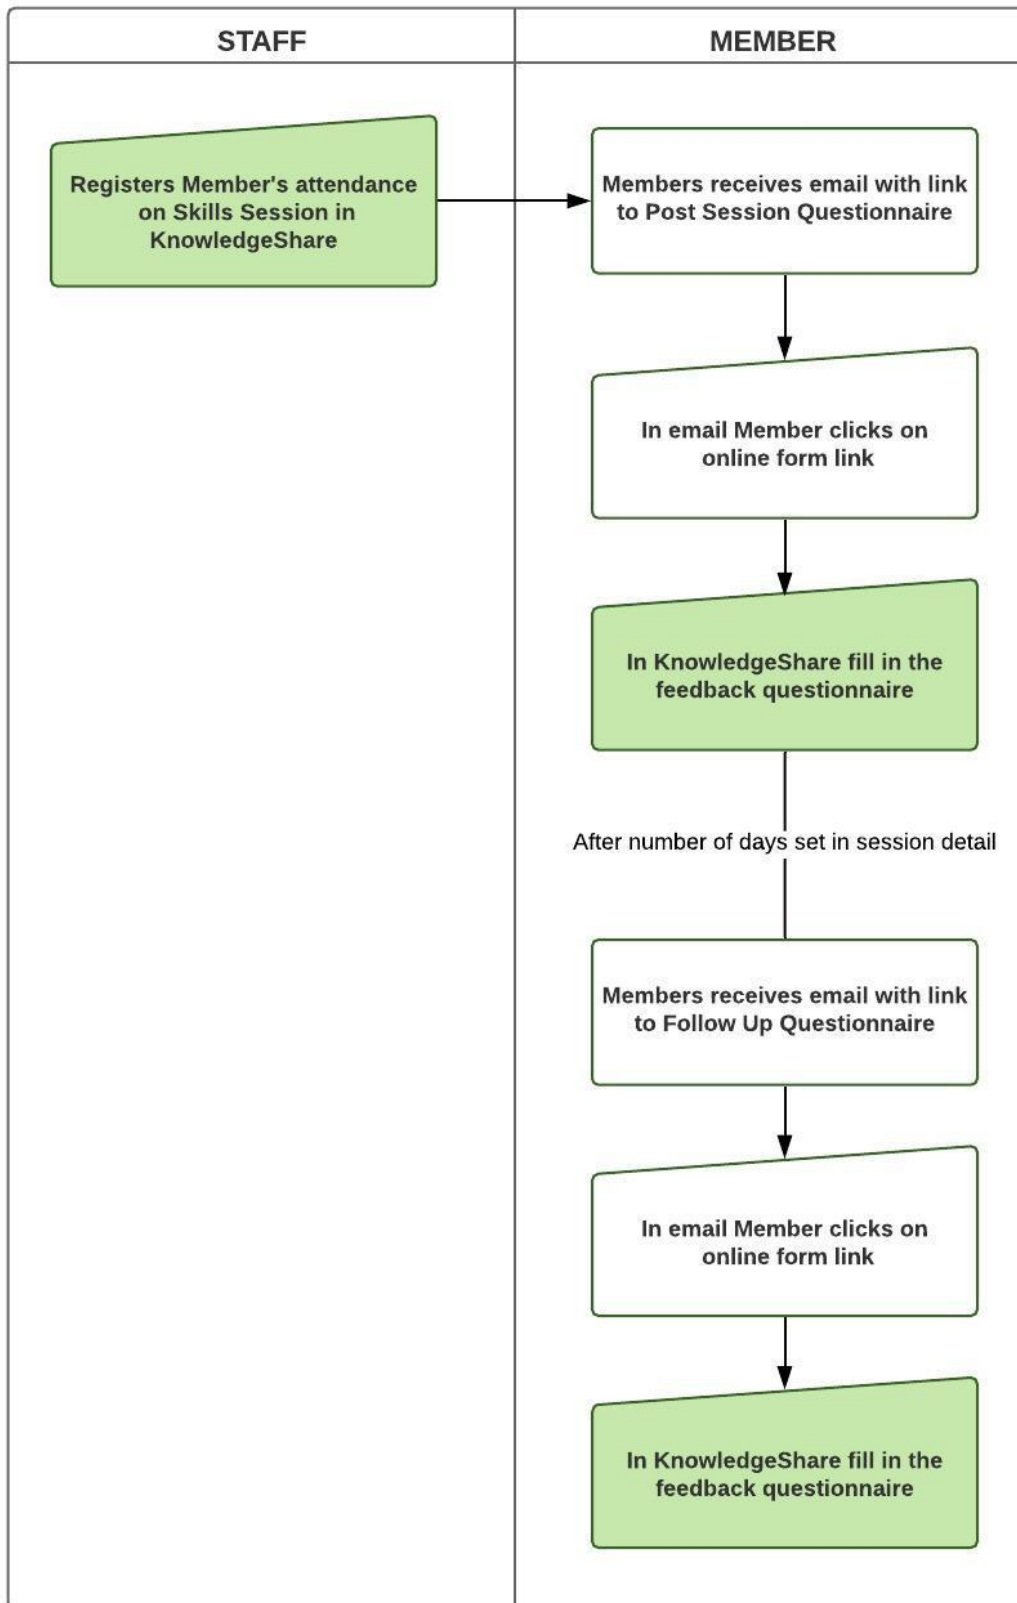 STAFF
MEMBER
Registers Member's attendance
on Skills Session in
KnowledgeShare
Members receives email with link
to Post Session Questionnaire
In email Member clicks on
online form link
In KnowledgeShare fill in the
feedback questionnaire
After number of days set in session detail
Members receives email with link
to Follow Up Questionnaire
In email Member clicks on
online form link
In KnowledgeShare fill in the
feedback questionnaire